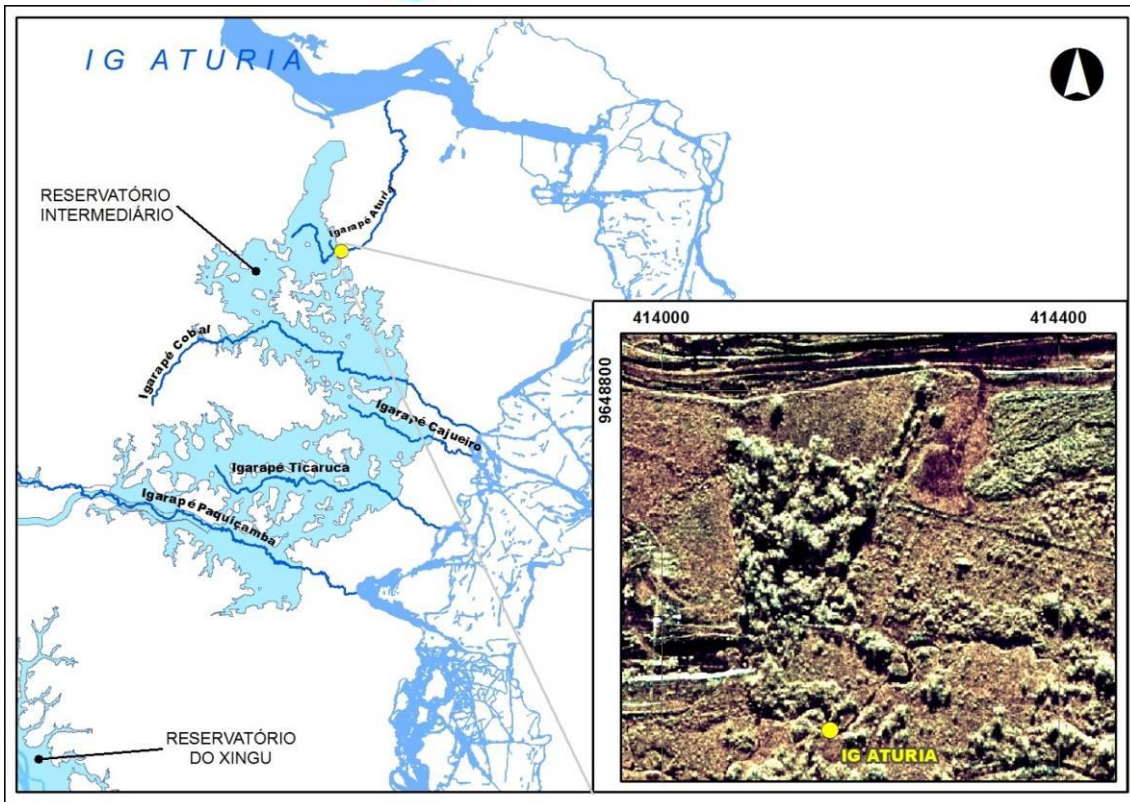 IG ATURIA
RESERVATÓRIO
INTERMEDIÁRIO
Igarapé Aturiá
Igarapé Cobal
Igarapé Cajueiro
Igarapé Ticaruca
Igarapé Paquiçamba
RESERVATÓRIO
DO XINGU
414000
414400
9648800
IG ATURIA